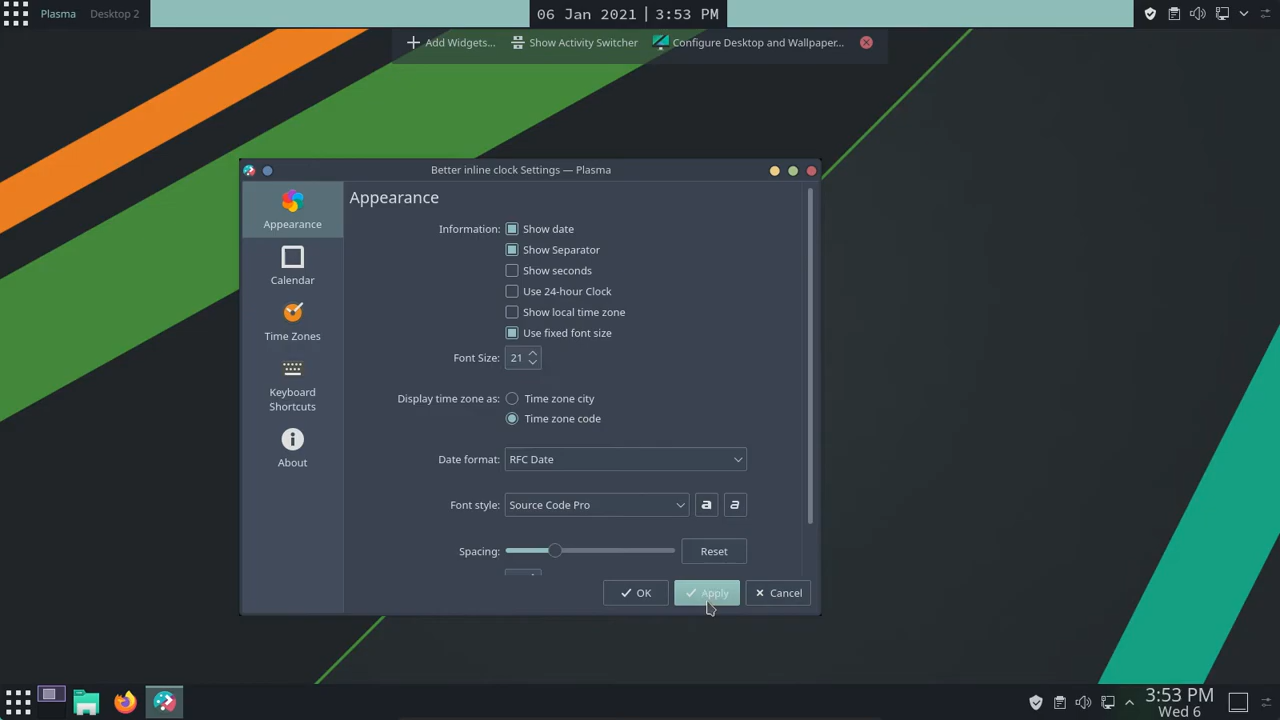 Plasma Desktop 2 06 Jan 2021 | 3:53 PM
Add Widgets... Show Activity Switcher Configure Desktop and Wallpaper...
Better inline clock Settings — Plasma
Appearance
Calendar
Time Zones
Keyboard
Shortcuts
About
Appearance
Information: Show date
Show Separator
Show seconds
Use 24-hour Clock
Show local time zone
Use fixed font size
Font Size: 21
Display time zone as: Time zone city
Time zone code
Date format: RFC Date
Font style: Source Code Pro a a
Spacing: Reset
OK Apply Cancel
3:53 PM
Wed 6